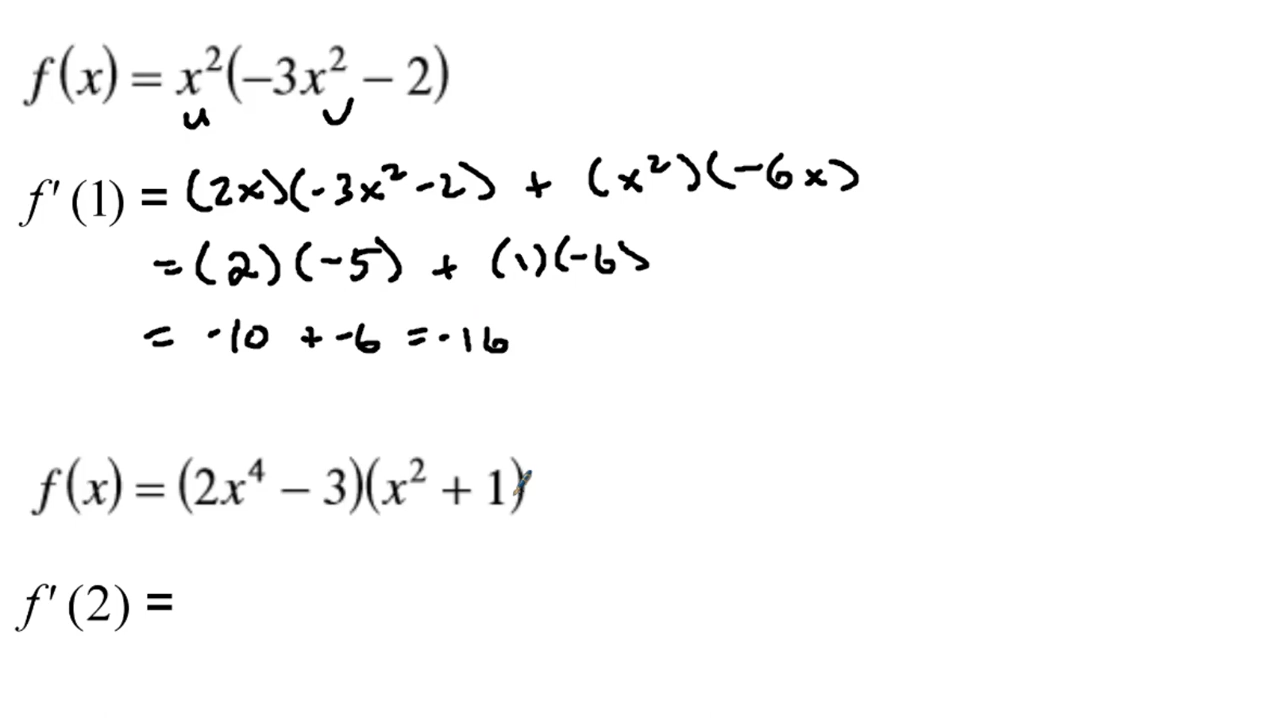 f(x) = x²(−3x² − 2)
u v
f'(1) = (2x)(-3x² -2) + (x²)(-6x)
= (2)(-5) + (1)(-6)
= -10 + -6 = -16
f(x) = (2x⁴ − 3)(x² + 1)
f'(2) =